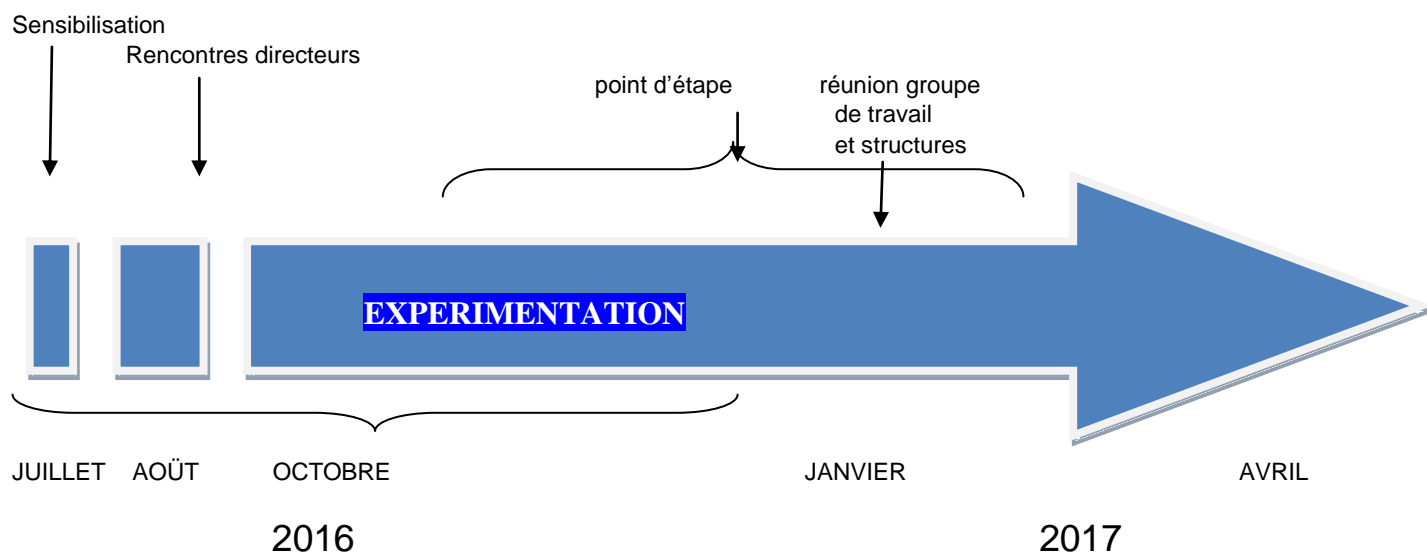 Sensibilisation
Rencontres directeurs
point d’étape
réunion groupe
de travail
et structures
EXPERIMENTATION
JUILLET AOÜT OCTOBRE JANVIER AVRIL
2016 2017